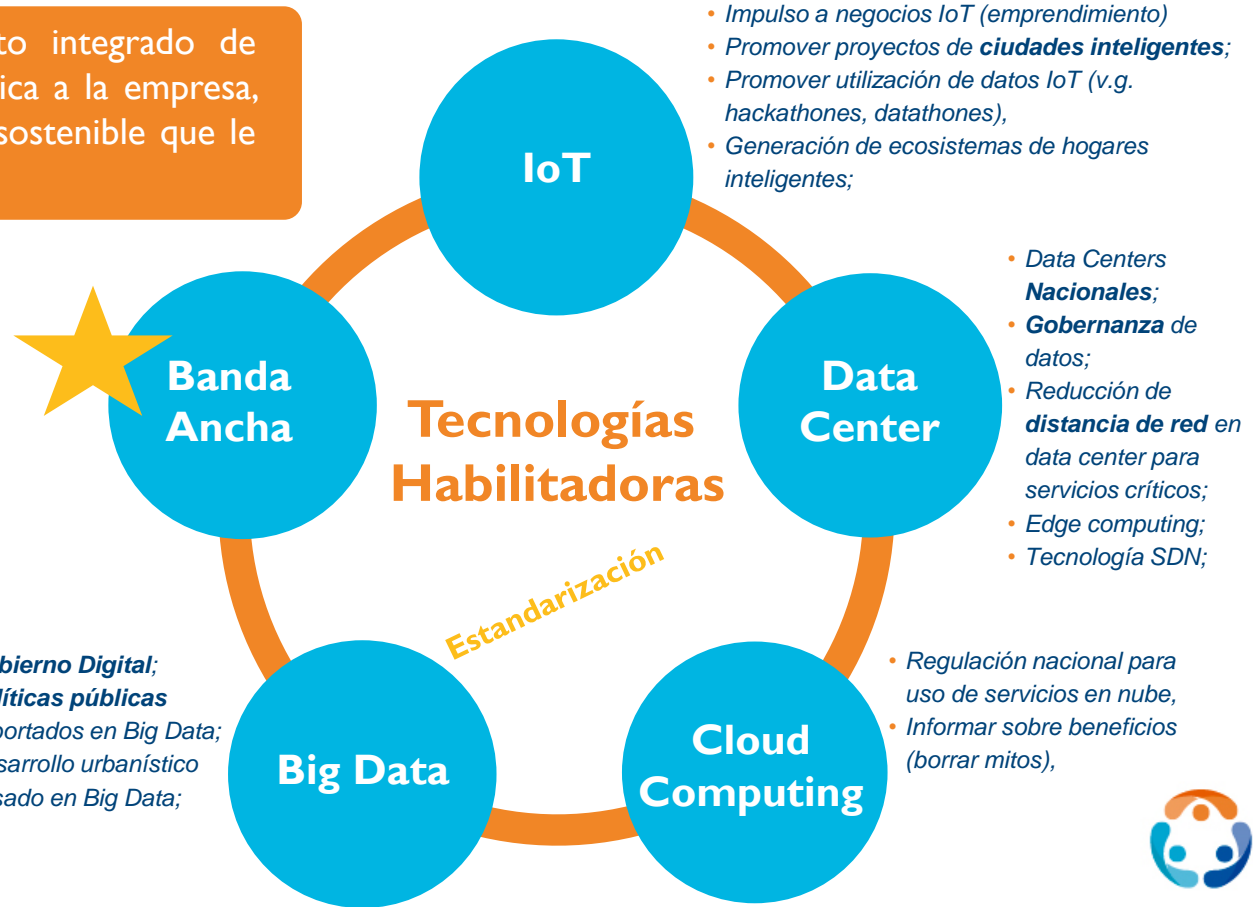 to integrado de
ica a la empresa,
sostenible que le
• Impulso a negocios IoT (emprendimiento)
• Promover proyectos de ciudades inteligentes;
• Promover utilización de datos IoT (v.g.
hackathones, datathones),
• Generación de ecosistemas de hogares
inteligentes;
IoT
• Data Centers
Nacionales;
• Gobernanza de
datos;
• Reducción de
distancia de red en
data center para
servicios críticos;
• Edge computing;
• Tecnología SDN;
Banda
Ancha
Data
Center
Tecnologías
Habilitadoras
Estandarización
bierno Digital;
líticas públicas
portados en Big Data;
sarrollo urbanístico
sado en Big Data;
Big Data
Cloud
Computing
• Regulación nacional para
uso de servicios en nube,
• Informar sobre beneficios
(borrar mitos),